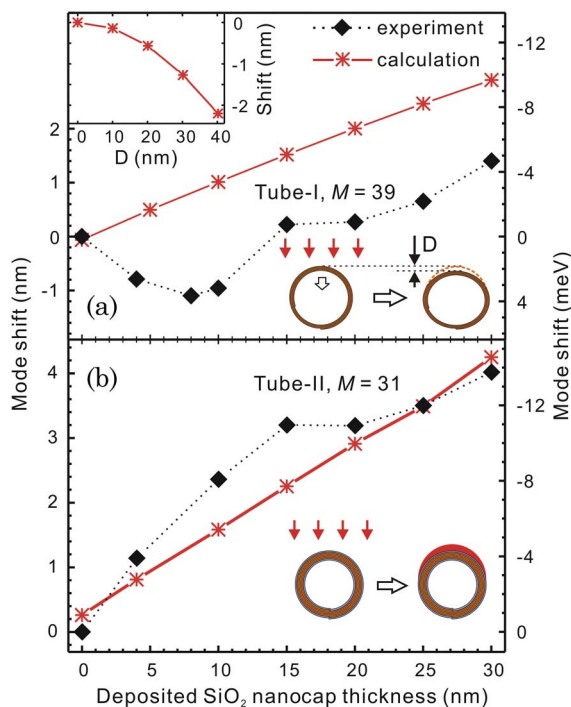 0
-1
-2
Shift (nm)
0 10 20 30 40
D (nm)
experiment
calculation
2
1
0
-1
-12
-8
-4
0
4
Tube-I, M = 39
D
(a)
Mode shift (nm)
Mode shift (meV)
(b)
Tube-II, M = 31
4
3
2
1
0
-12
-8
-4
0
0 5 10 15 20 25 30
Deposited SiO₂ nanocap thickness (nm)